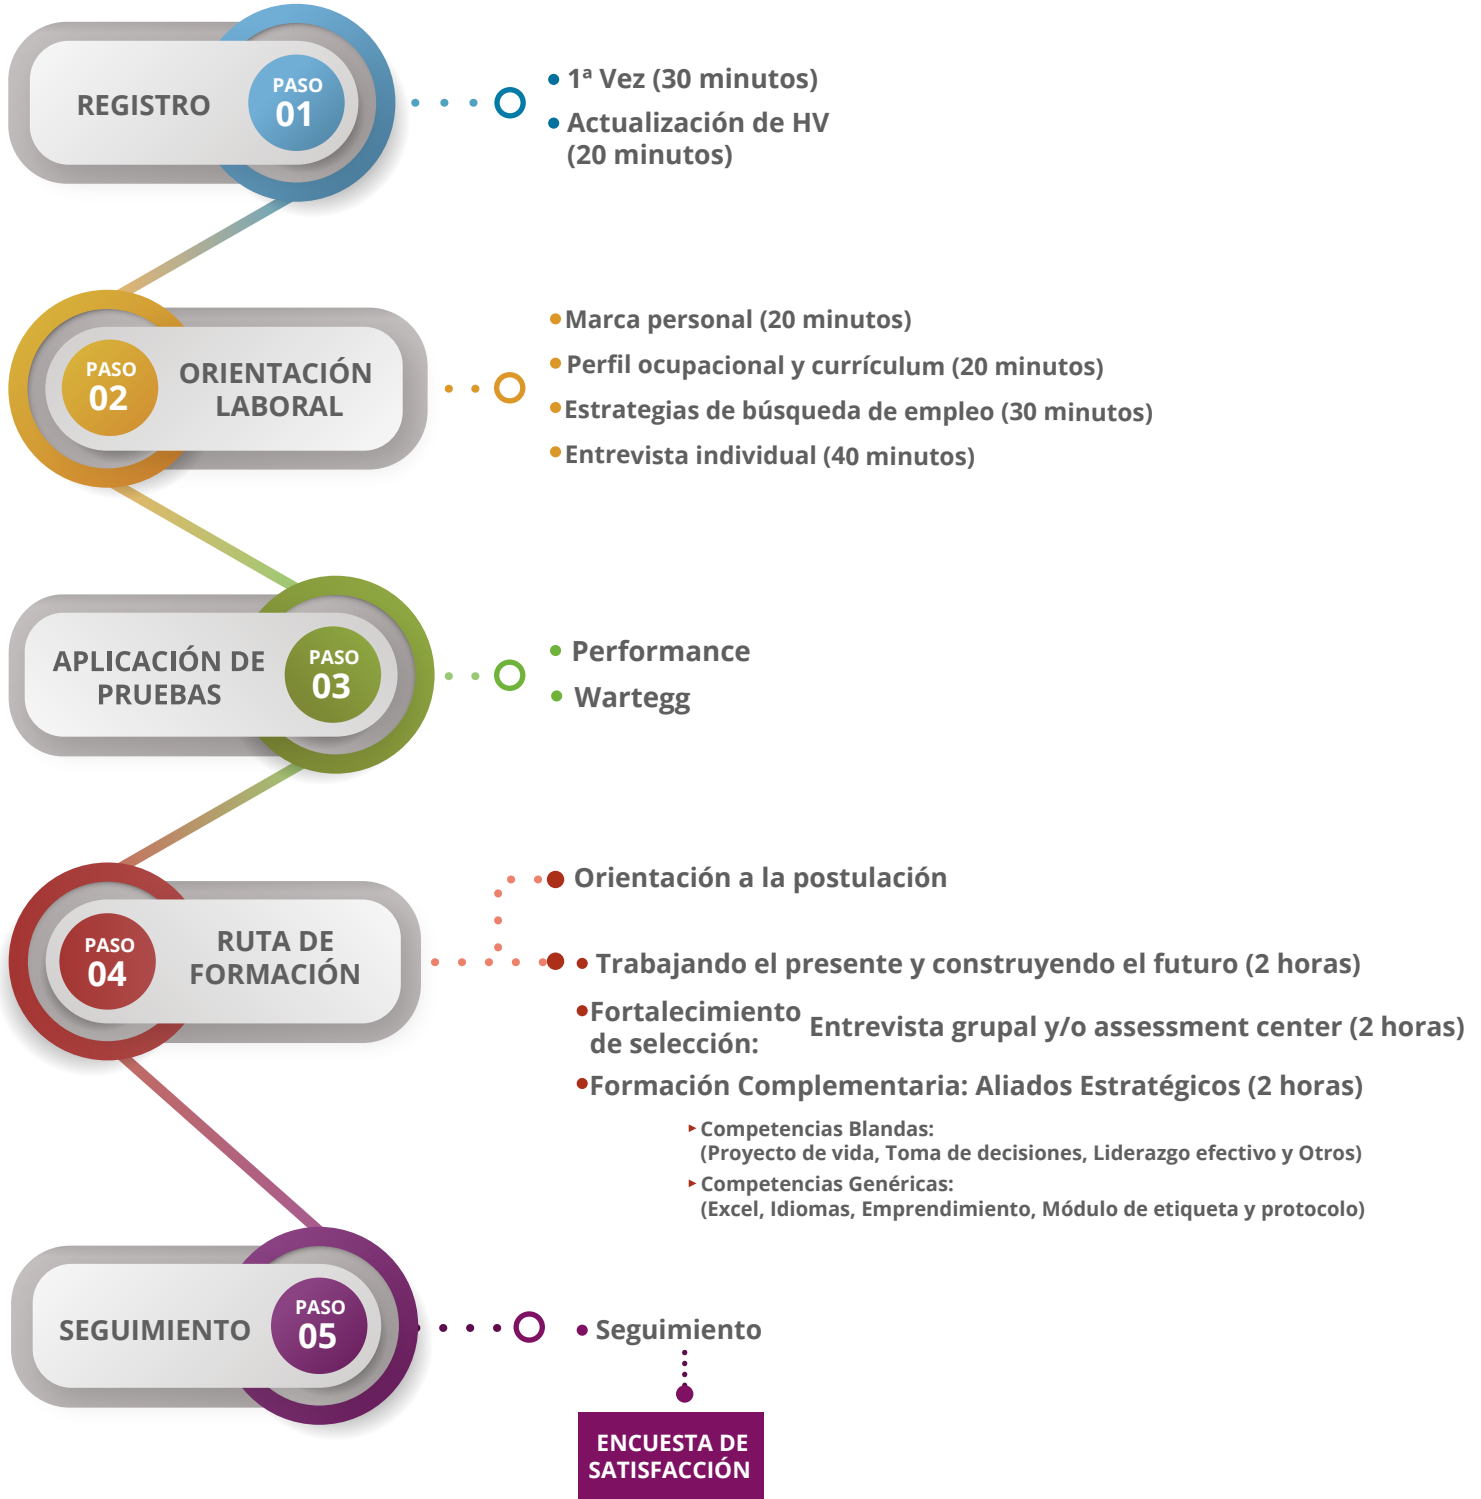 REGISTRO
PASO
01
• 1ª Vez (30 minutos)
• Actualización de HV
(20 minutos)
PASO
02
ORIENTACIÓN
LABORAL
• Marca personal (20 minutos)
• Perfil ocupacional y currículum (20 minutos)
• Estrategias de búsqueda de empleo (30 minutos)
• Entrevista individual (40 minutos)
APLICACIÓN DE
PRUEBAS
PASO
03
• Performance
• Wartegg
PASO
04
RUTA DE
FORMACIÓN
Orientación a la postulación
• Trabajando el presente y construyendo el futuro (2 horas)
• Fortalecimiento
de selección:
Entrevista grupal y/o assessment center (2 horas)
• Formación Complementaria: Aliados Estratégicos (2 horas)
▸ Competencias Blandas:
(Proyecto de vida, Toma de decisiones, Liderazgo efectivo y Otros)
▸ Competencias Genéricas:
(Excel, Idiomas, Emprendimiento, Módulo de etiqueta y protocolo)
SEGUIMIENTO
PASO
05
• Seguimiento
ENCUESTA DE
SATISFACCIÓN